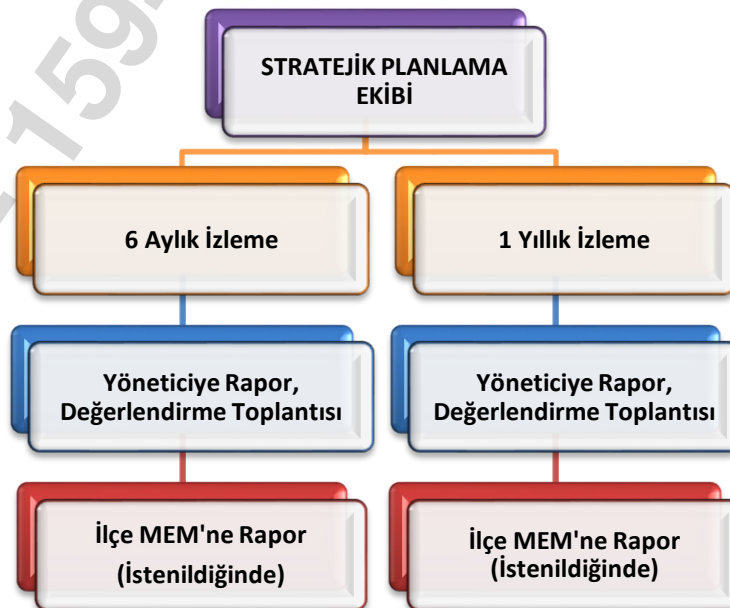 STRATEJİK PLANLAMA
EKİBİ
6 Aylık İzleme
1 Yıllık İzleme
Yöneticiye Rapor,
Değerlendirme Toplantısı
Yöneticiye Rapor,
Değerlendirme Toplantısı
İlçe MEM'ne Rapor
(İstenildiğinde)
İlçe MEM'ne Rapor
(İstenildiğinde)